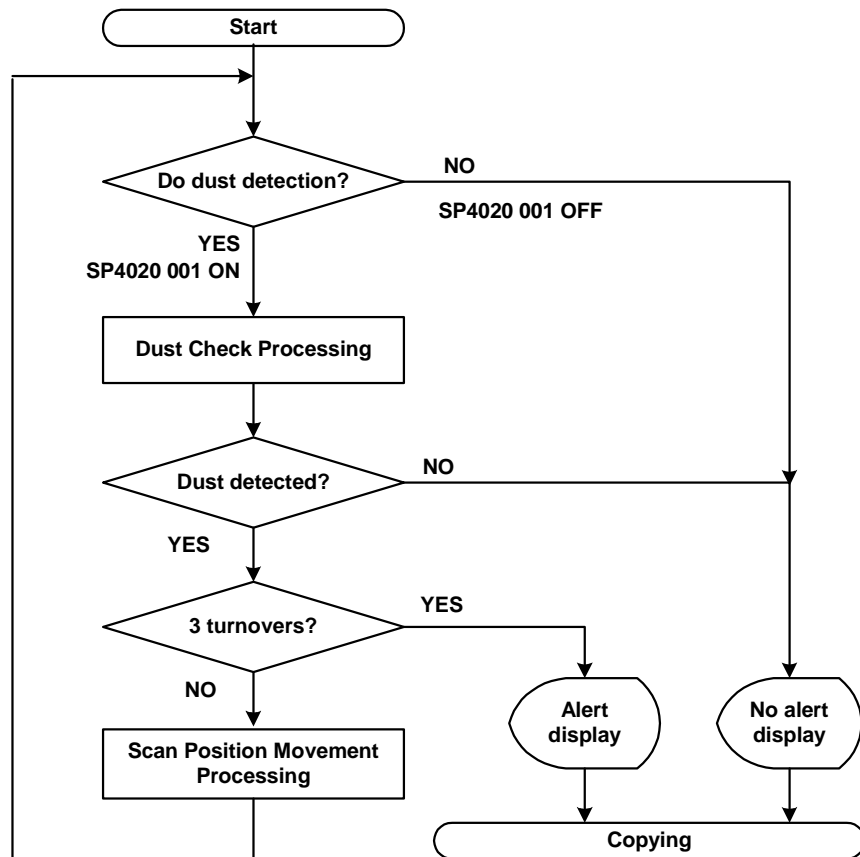 Start
Do dust detection?
NO
SP4020 001 OFF
YES
SP4020 001 ON
Dust Check Processing
Dust detected?
NO
YES
3 turnovers?
YES
NO
Scan Position Movement
Processing
Alert
display
No alert
display
Copying